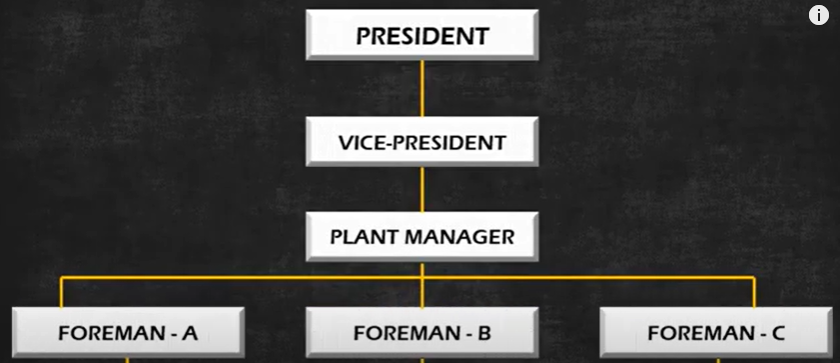 PRESIDENT
VICE-PRESIDENT
PLANT MANAGER
FOREMAN - A
FOREMAN - B
FOREMAN - C